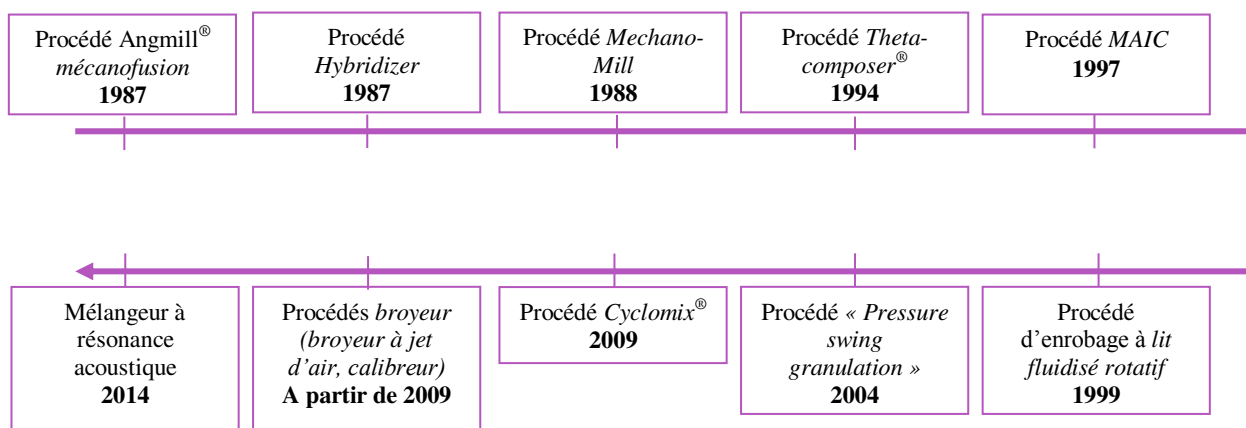 Procédé Angmill®
mécanofusion
1987
Procédé
Hybridizer
1987
Procédé Mechano-
Mill
1988
Procédé Theta-
composer®
1994
Procédé MAIC
1997
Mélangeur à
résonance
acoustique
2014
Procédés broyeur
(broyeur à jet
d’air, calibreur)
A partir de 2009
Procédé Cyclomix®
2009
Procédé « Pressure
swing
granulation »
2004
Procédé
d’enrobage à lit
fluidisé rotatif
1999